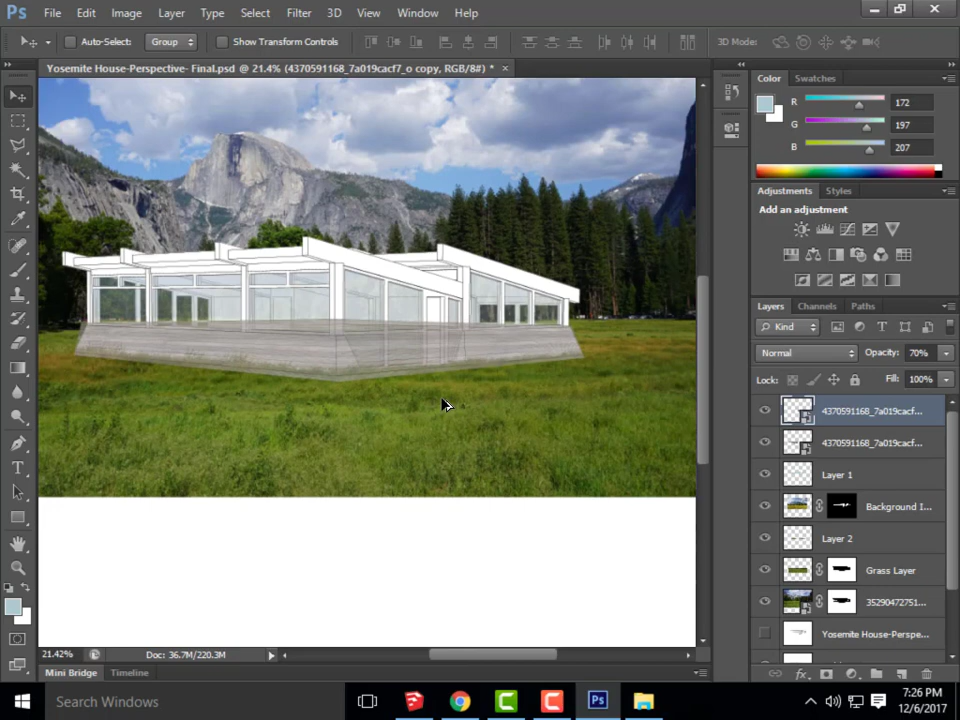 Ps File Edit Image Layer Type Select Filter 3D View Window Help
Auto-Select: Group Show Transform Controls 3D Mode:
Yosemite House-Perspective- Final.psd @ 21.4% (4370591168_7a019cacf7_o copy, RGB/8#) * ×
Color Swatches
R 172
G 197
B 207
Adjustments Styles
Add an adjustment
Layers Channels Paths
Kind
Normal Opacity: 70%
Lock: Fill: 100%
4370591168_7a019cacf...
4370591168_7a019cacf...
Layer 1
Background I...
Layer 2
Grass Layer
35290472751...
Yosemite House-Perspe...
21.42% Doc: 36.7M/220.3M
Mini Bridge Timeline
Search Windows
Ps
7:26 PM
12/6/2017